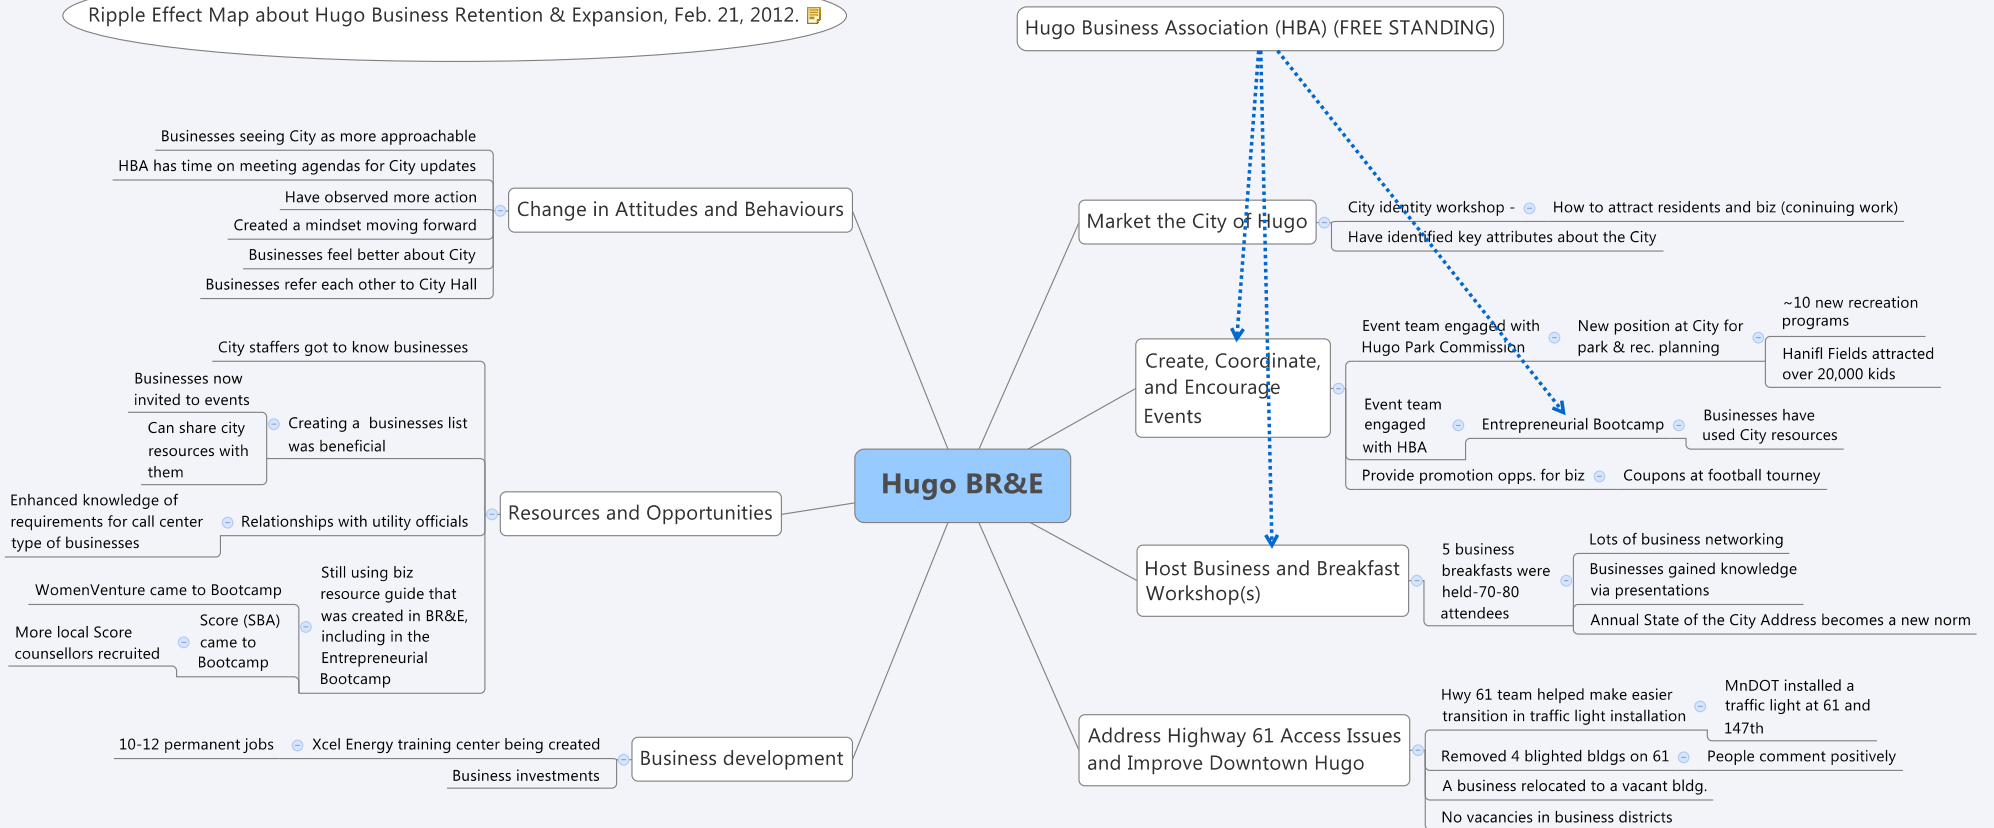 Ripple Effect Map about Hugo Business Retention & Expansion, Feb. 21, 2012.
Hugo Business Association (HBA) (FREE STANDING)
Businesses seeing City as more approachable
HBA has time on meeting agendas for City updates
Have observed more action
Created a mindset moving forward
Businesses feel better about City
Businesses refer each other to City Hall
Change in Attitudes and Behaviours
City staffers got to know businesses
Businesses now
invited to events
Can share city
resources with
them
Creating a  businesses list
was beneficial
Enhanced knowledge of
requirements for call center
type of businesses
Relationships with utility officials
Resources and Opportunities
WomenVenture came to Bootcamp
More local Score
counsellors recruited
Score (SBA)
came to
Bootcamp
Still using biz
resource guide that
was created in BR&E,
including in the
Entrepreneurial
Bootcamp
10-12 permanent jobs
Xcel Energy training center being created
Business investments
Business development
Hugo BR&E
Market the City of Hugo
City identity workshop -
How to attract residents and biz (coninuing work)
Have identified key attributes about the City
Create, Coordinate,
and Encourage
Events
Event team engaged with
Hugo Park Commission
New position at City for
park & rec. planning
~10 new recreation
programs
Hanifl Fields attracted
over 20,000 kids
Event team
engaged
with HBA
Entrepreneurial Bootcamp
Businesses have
used City resources
Provide promotion opps. for biz
Coupons at football tourney
Host Business and Breakfast
Workshop(s)
5 business
breakfasts were
held-70-80
attendees
Lots of business networking
Businesses gained knowledge
via presentations
Annual State of the City Address becomes a new norm
Address Highway 61 Access Issues
and Improve Downtown Hugo
Hwy 61 team helped make easier
transition in traffic light installation
MnDOT installed a
traffic light at 61 and
147th
Removed 4 blighted bldgs on 61
People comment positively
A business relocated to a vacant bldg.
No vacancies in business districts